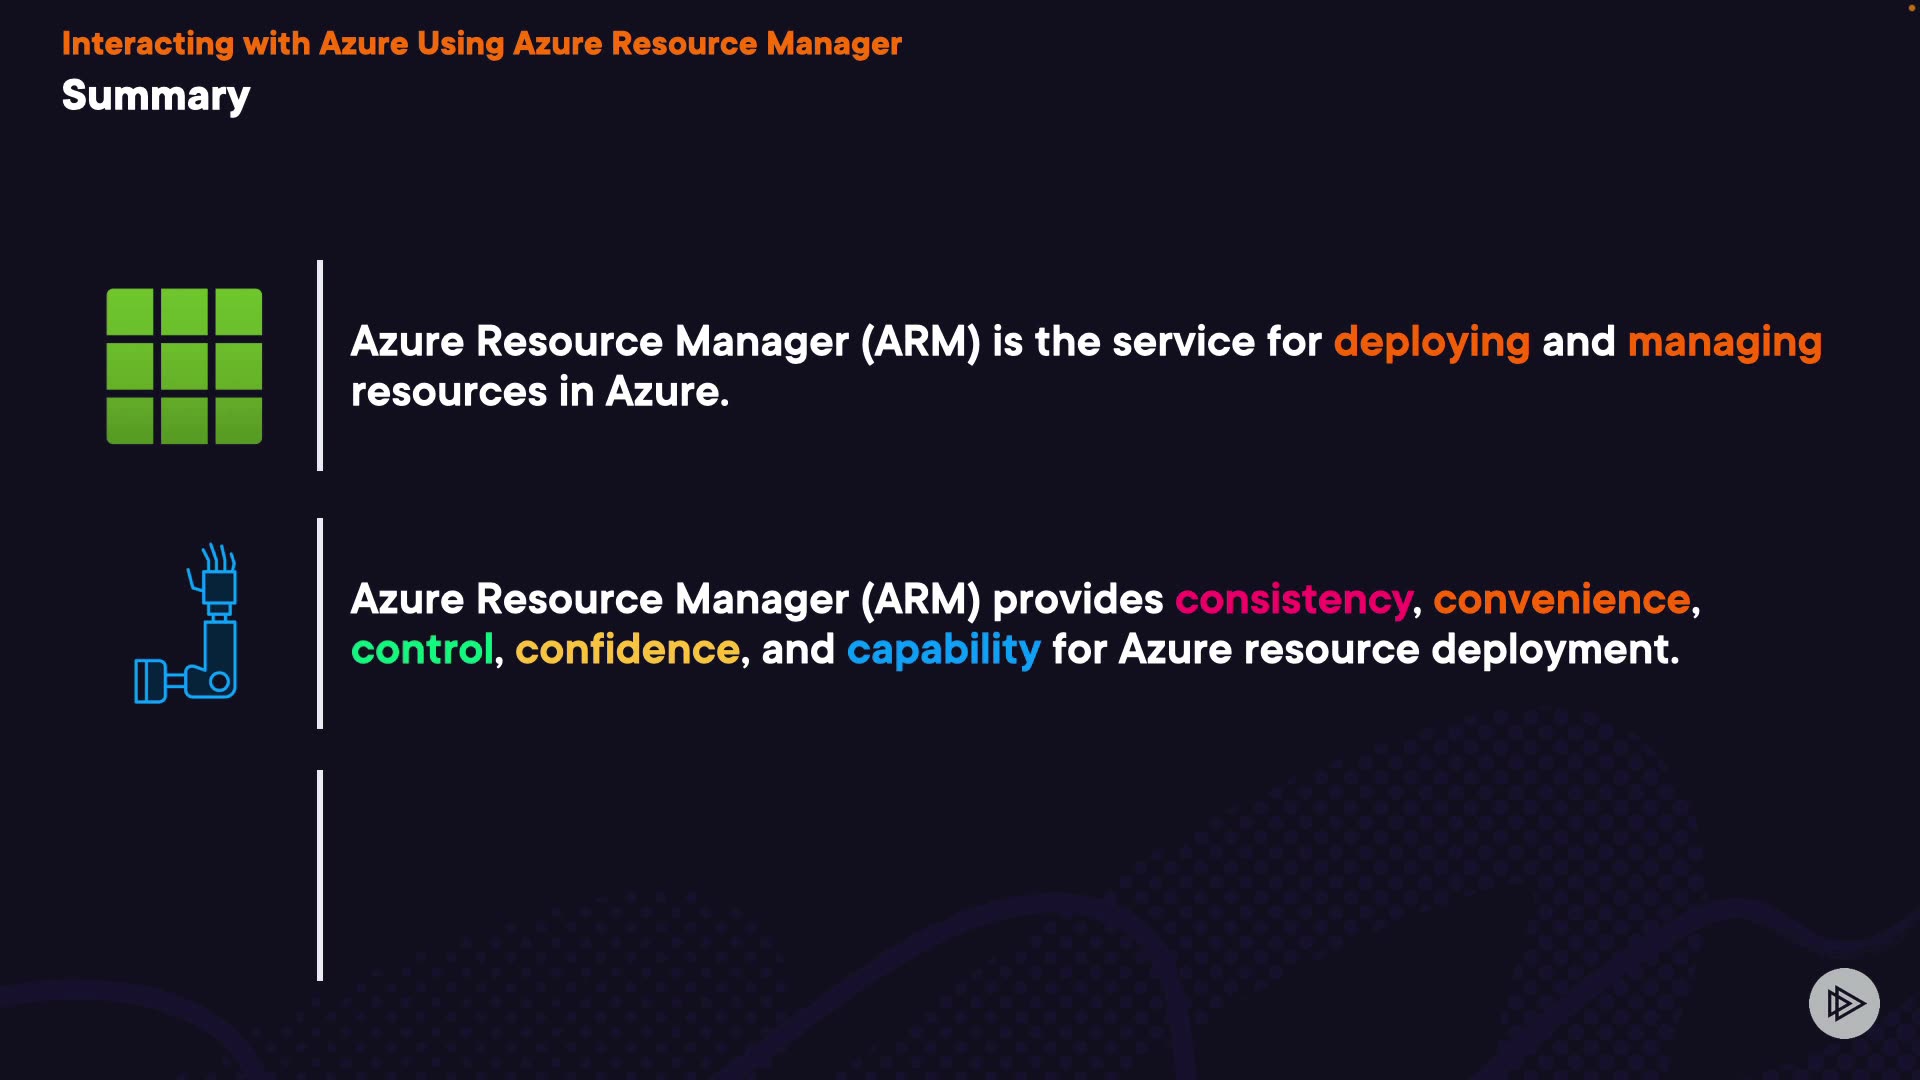 Interacting with Azure Using Azure Resource Manager
Summary
Azure Resource Manager (ARM) is the service for deploying and managing
resources in Azure.
Azure Resource Manager (ARM) provides consistency, convenience,
control, confidence, and capability for Azure resource deployment.